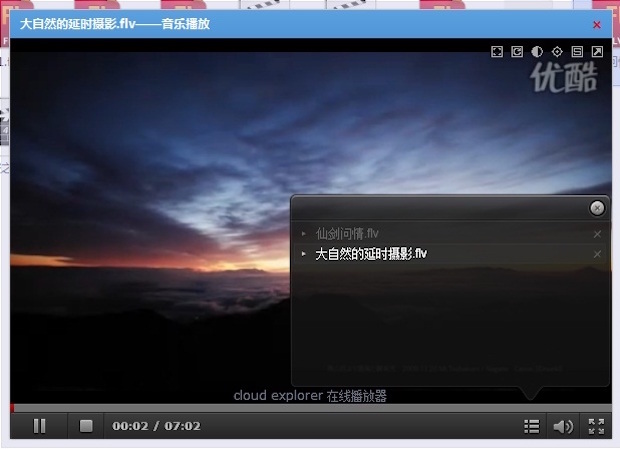 大自然的延时摄影.flv——音乐播放
优酷
仙剑问情.flv
大自然的延时摄影.flv
cloud explorer 在线播放器
00:02 / 07:02